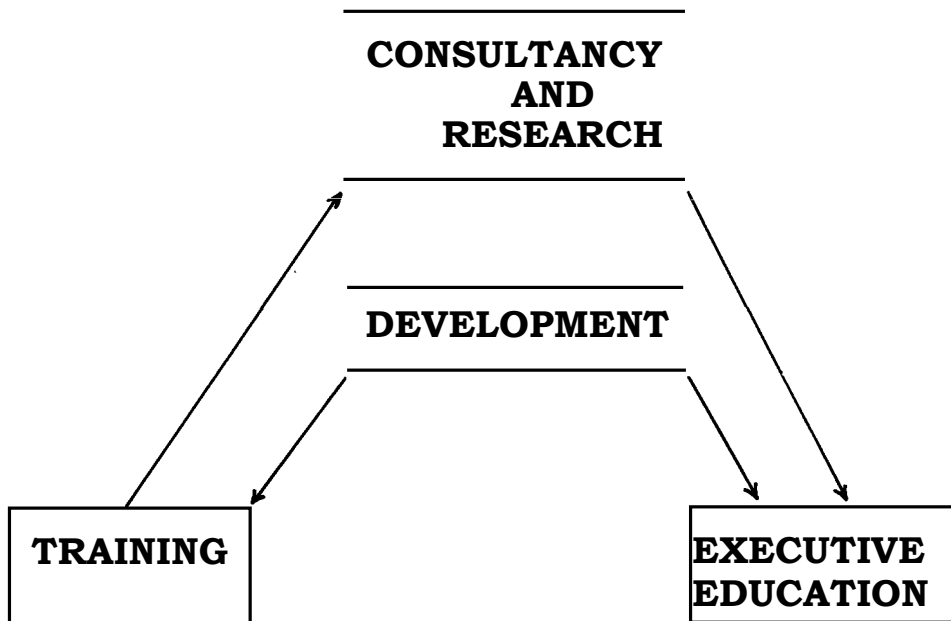 CONSULTANCY
AND
RESEARCH
DEVELOPMENT
TRAINING
EXECUTIVE
EDUCATION